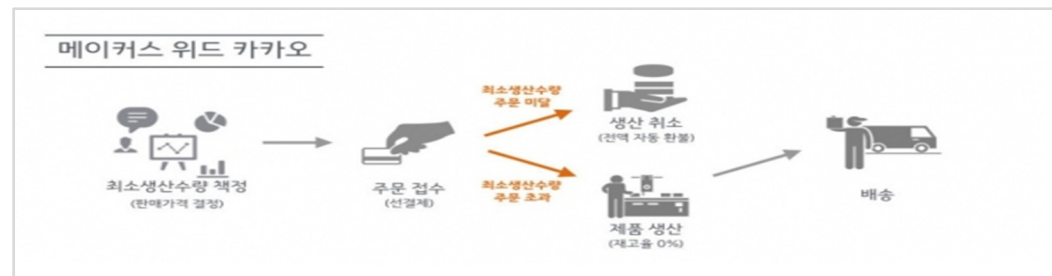 메이커스 위드 카카오
최소생산수량 책정
(판매가격 결정)
주문 접수
(선결제)
최소생산수량
주문 미달
생산 취소
(전액 자동 환불)
최소생산수량
주문 초과
제품 생산
(재고율 0%)
배송